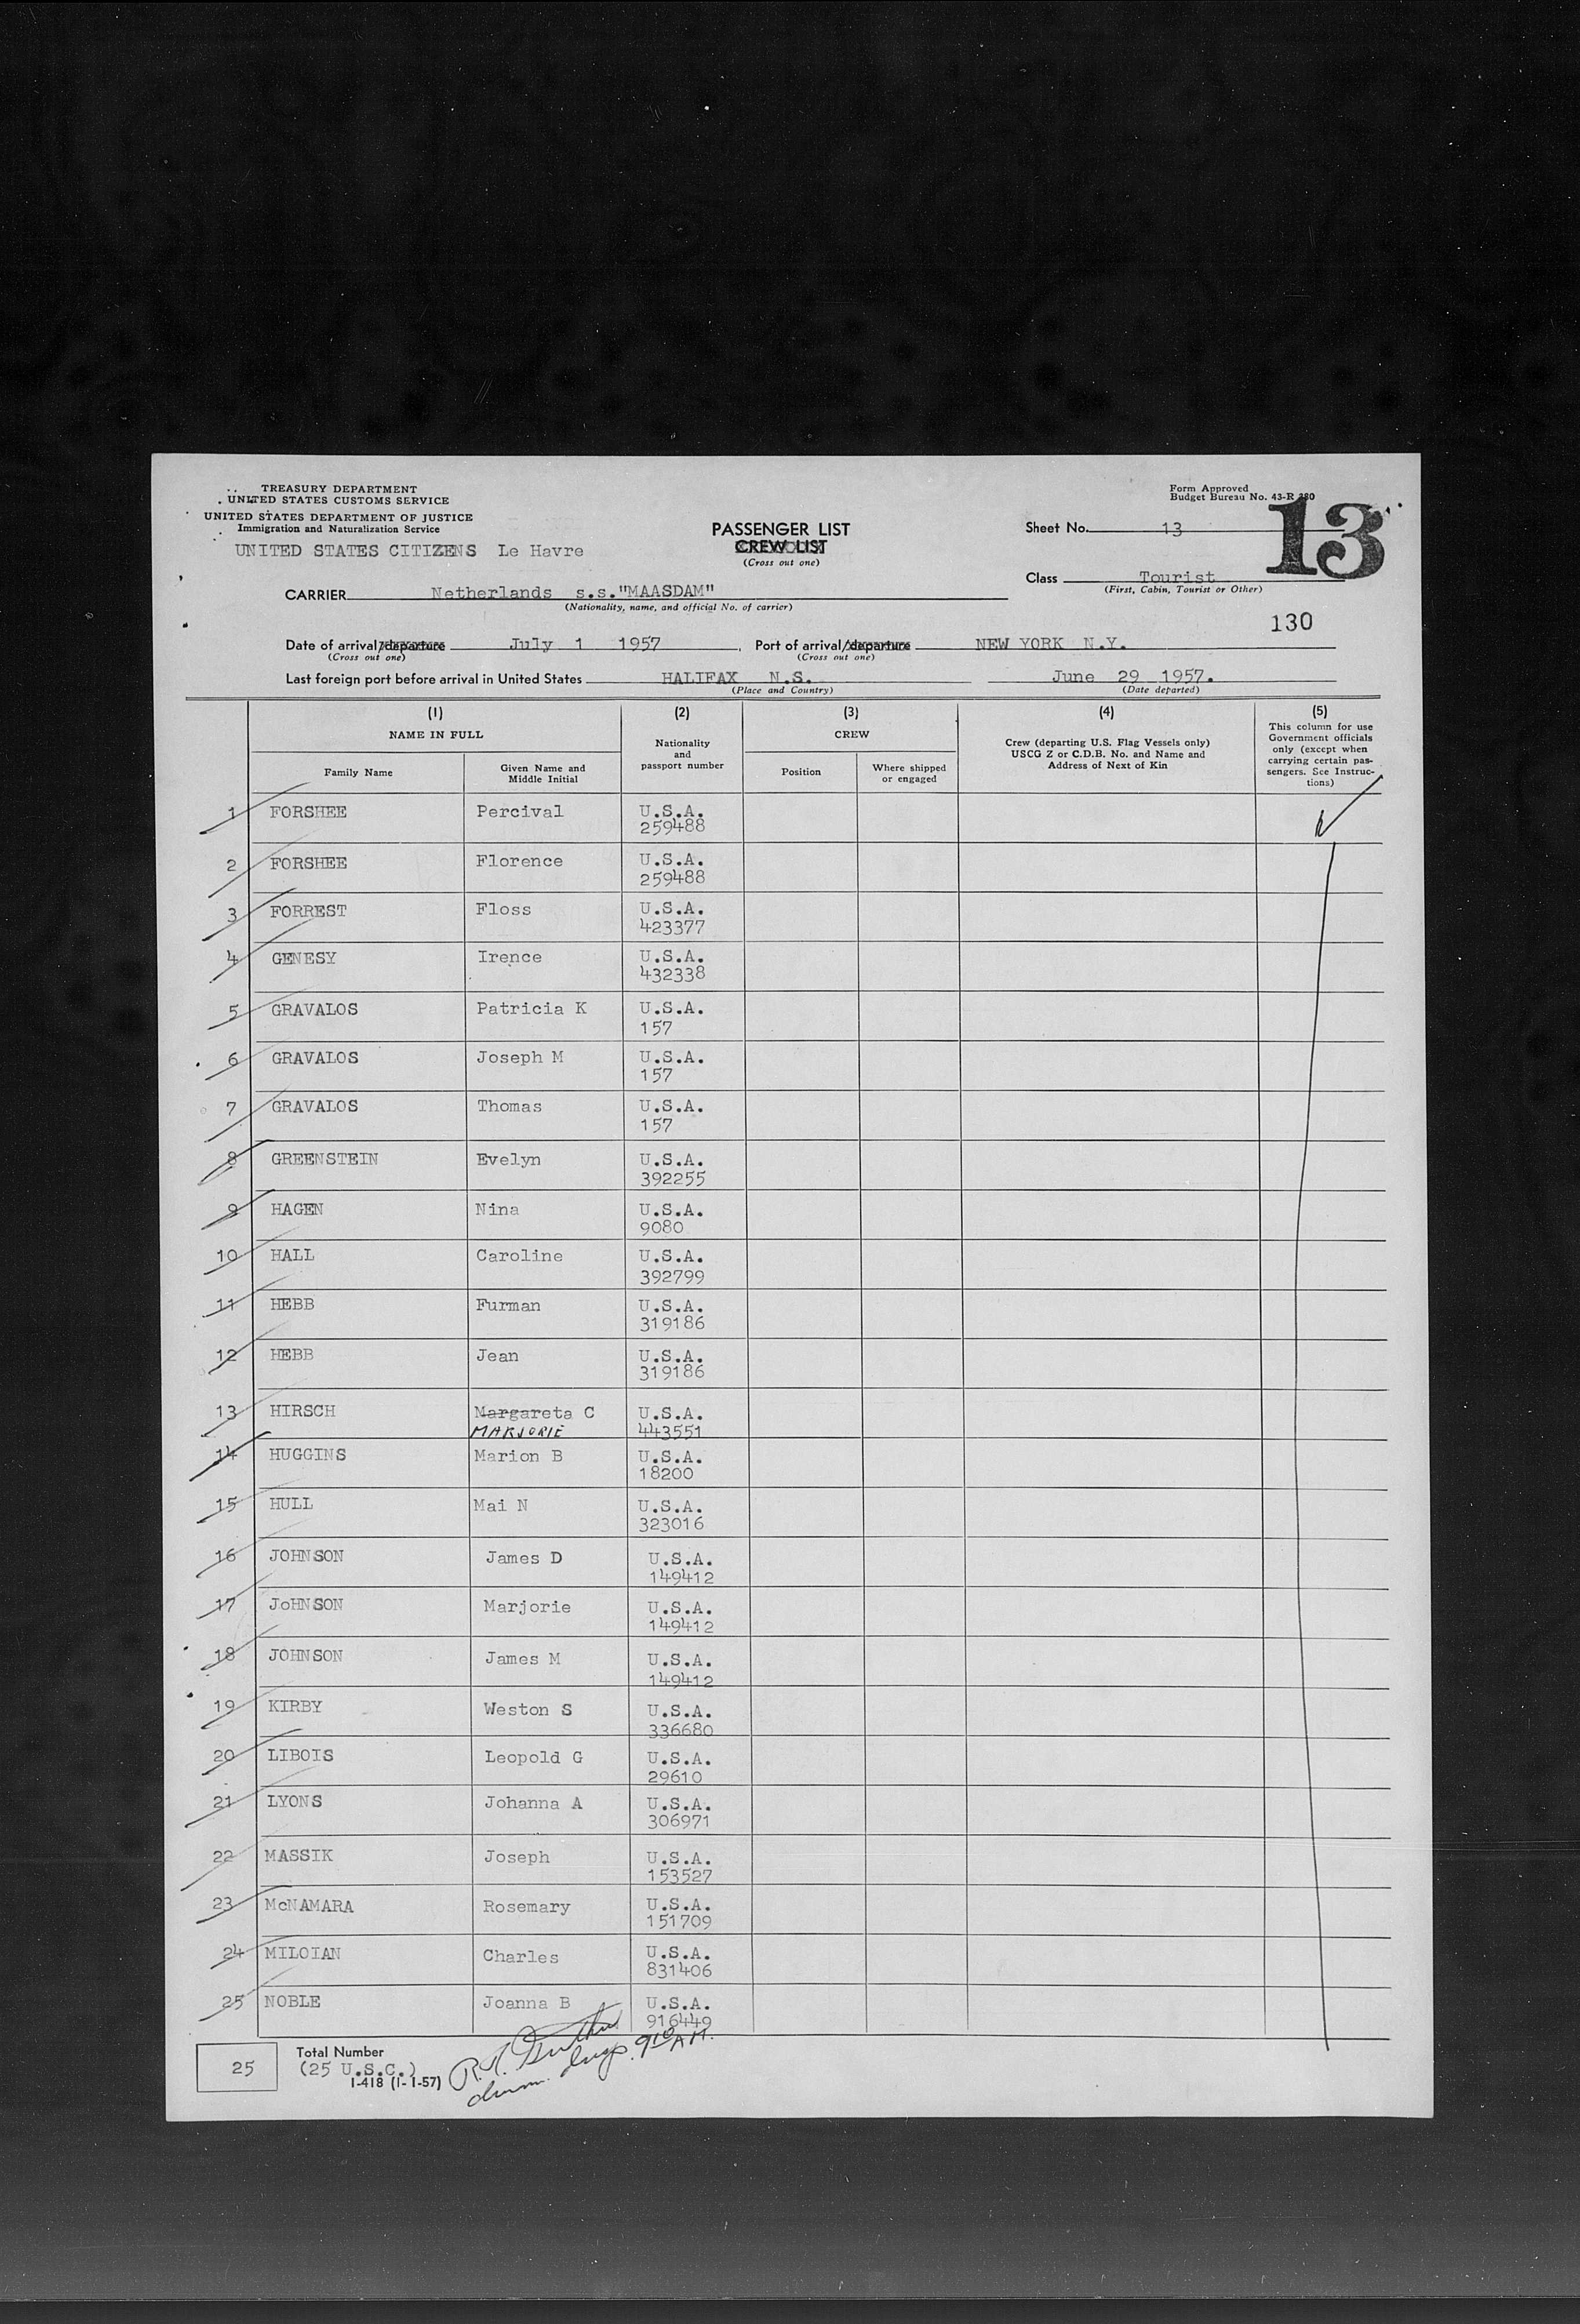 TREASURY DEPARTMENT
UNITED STATES CUSTOMS SERVICE
UNITED STATES DEPARTMENT OF JUSTICE
Immigration and Naturalization Service
UNITED STATES CITIZENS Le Havre
PASSENGER LIST
CREW LIST
(Cross out one)
Form Approved
Budget Bureau No. 43-R
Sheet No. 13
13
Class Tourist
(First, Cabin, Tourist or Other)
CARRIER Netherlands s.s."MAASDAM"
(Nationality, name, and official No. of carrier)
130
Date of arrival/departure July 1 1957, Port of arrival/departure NEW YORK N.Y.
(Cross out one) (Cross out one)
Last foreign port before arrival in United States HALIFAX N.S. June 29 1957.
(Place and Country) (Date departed)
(1) (2) (3) (4) (5)
NAME IN FULL
Family Name
Given Name and
Middle Initial
Nationality
and
passport number
CREW
Position
Where shipped
or engaged
Crew (departing U.S. Flag Vessels only)
USCG Z or C.D.B. No. and Name and
Address of Next of Kin
This column for use
Government officials
only (except when
carrying certain pas-
sengers. See Instruc-
tions)
1 FORSHEE Percival U.S.A.
259488
2 FORSHEE Florence U.S.A.
259488
3 FORREST Floss U.S.A.
423377
4 GENESY Irence U.S.A.
432338
5 GRAVALOS Patricia K U.S.A.
157
6 GRAVALOS Joseph M U.S.A.
157
7 GRAVALOS Thomas U.S.A.
157
8 GREENSTEIN Evelyn U.S.A.
392255
9 HAGEN Nina U.S.A.
9080
10 HALL Caroline U.S.A.
392799
11 HEBB Furman U.S.A.
319186
12 HEBB Jean U.S.A.
319186
13 HIRSCH Margareta C U.S.A.
MARJORIE 443551
14 HUGGINS Marion B U.S.A.
18200
15 HULL Mai N U.S.A.
323016
16 JOHNSON James D U.S.A.
149412
17 JoHNSON Marjorie U.S.A.
149412
18 JOHNSON James M U.S.A.
149412
19 KIRBY Weston S U.S.A.
336680
20 LIBOIS Leopold G U.S.A.
29610
21 LYONS Johanna A U.S.A.
306971
22 MASSIK Joseph U.S.A.
153527
23 McNAMARA Rosemary U.S.A.
151709
24 MILOIAN Charles U.S.A.
831406
25 NOBLE Joanna B U.S.A.
916449
25
Total Number
(25 U.S.C.)
I-418 (1-1-57)
R.
Insp. 9 10 AM.